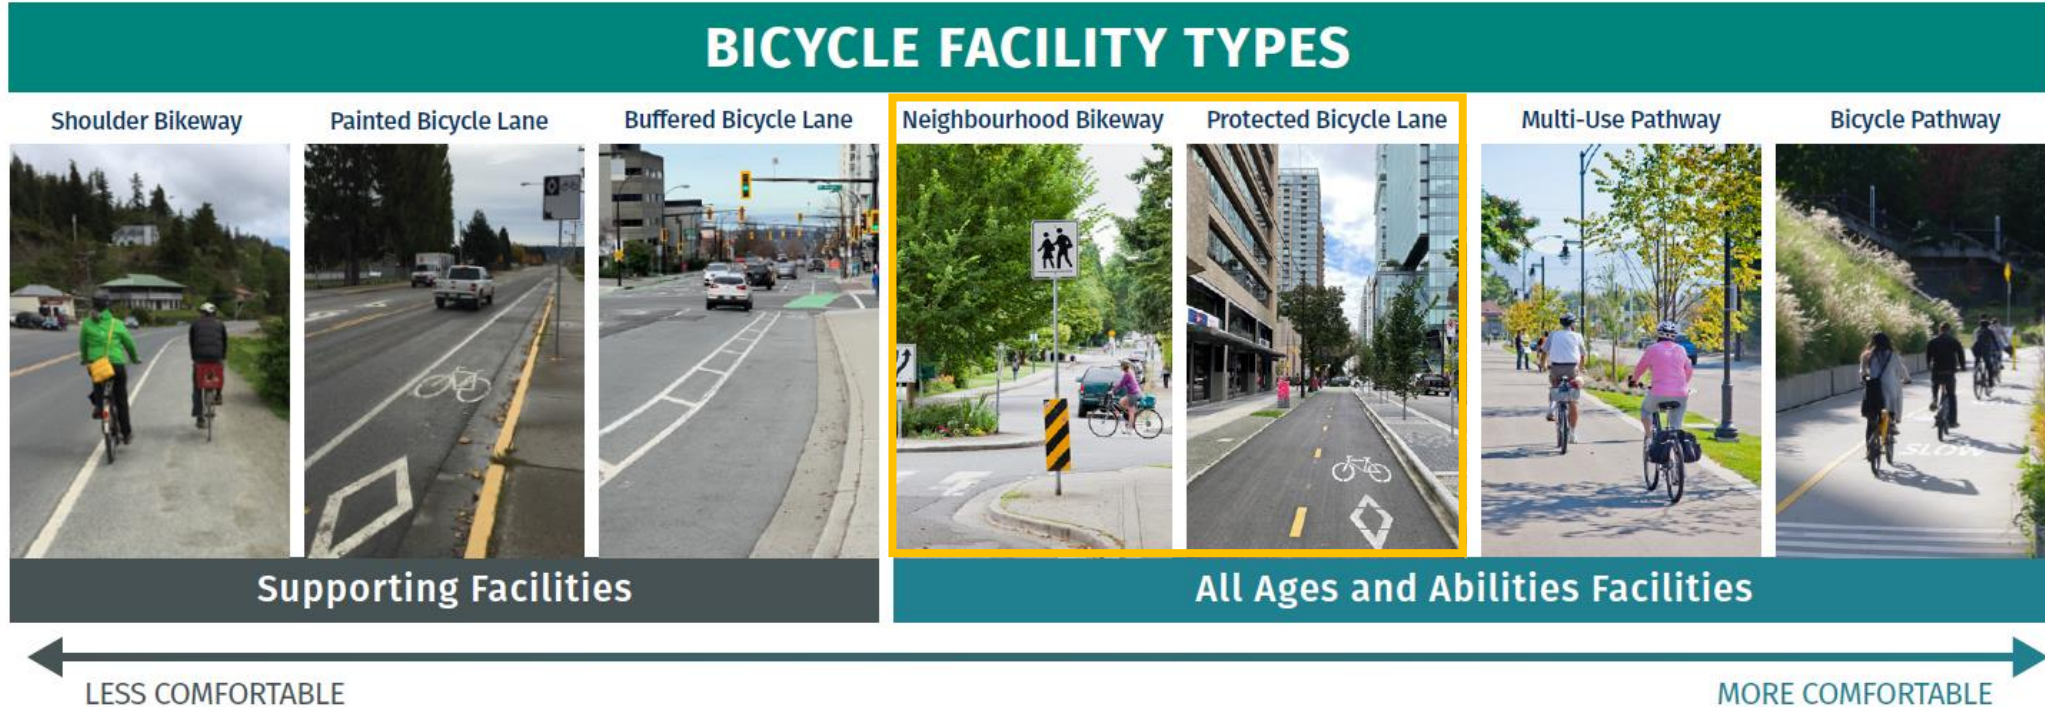 BICYCLE FACILITY TYPES
Shoulder Bikeway
Painted Bicycle Lane
Buffered Bicycle Lane
Neighbourhood Bikeway
Protected Bicycle Lane
Multi-Use Pathway
Bicycle Pathway
SLOW
Supporting Facilities
All Ages and Abilities Facilities
LESS COMFORTABLE
MORE COMFORTABLE